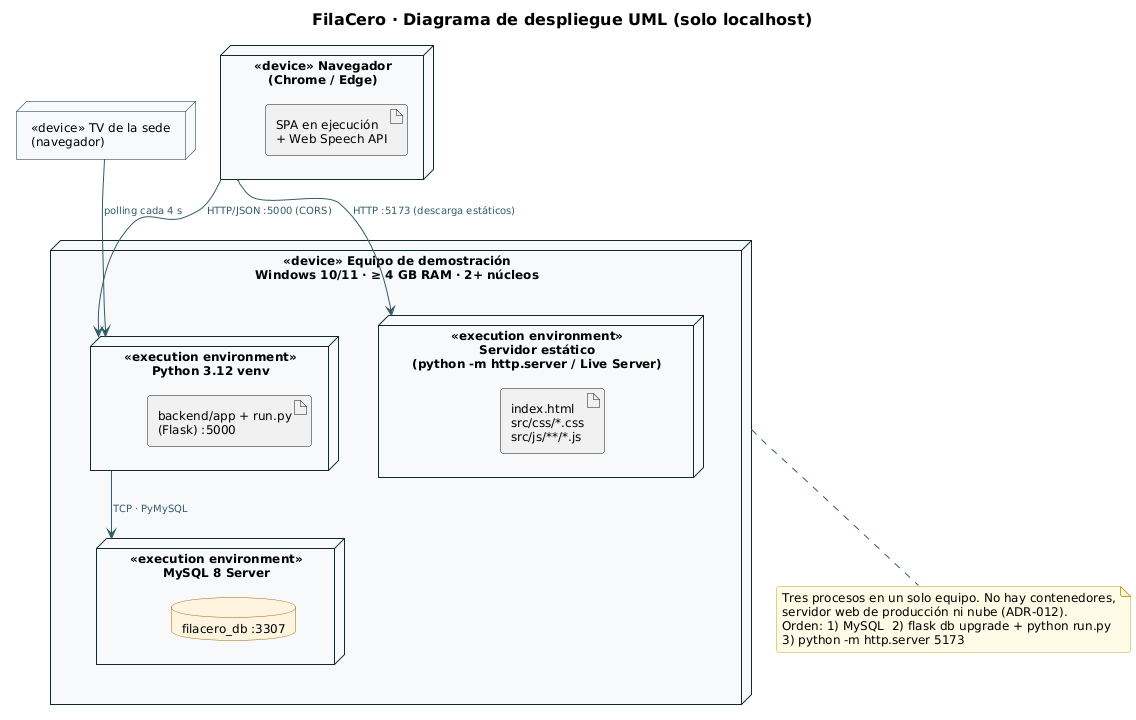 FilaCero · Diagrama de despliegue UML (solo localhost)
«device» Navegador
(Chrome / Edge)
SPA en ejecución
+ Web Speech API
«device» TV de la sede
(navegador)
polling cada 4 s
HTTP/JSON :5000 (CORS)
HTTP :5173 (descarga estáticos)
«device» Equipo de demostración
Windows 10/11 · ≥ 4 GB RAM · 2+ núcleos
«execution environment»
Python 3.12 venv
backend/app + run.py
(Flask) :5000
«execution environment»
Servidor estático
(python -m http.server / Live Server)
index.html
src/css/*.css
src/js/**/*.js
TCP · PyMySQL
«execution environment»
MySQL 8 Server
filacero_db :3307
Tres procesos en un solo equipo. No hay contenedores,
servidor web de producción ni nube (ADR-012).
Orden: 1) MySQL  2) flask db upgrade + python run.py
3) python -m http.server 5173